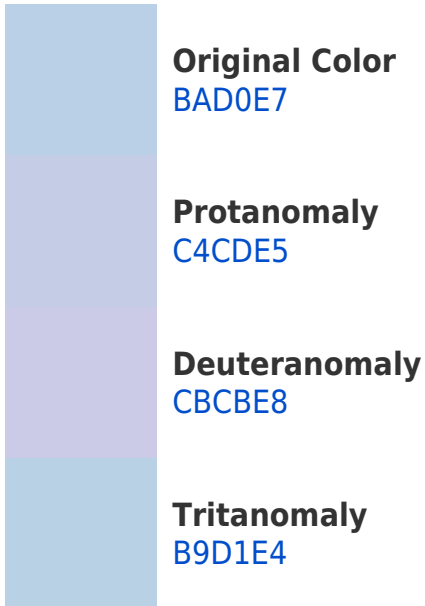 Original Color
BAD0E7
Protanomaly
C4CDE5
Deuteranomaly
CBCBE8
Tritanomaly
B9D1E4